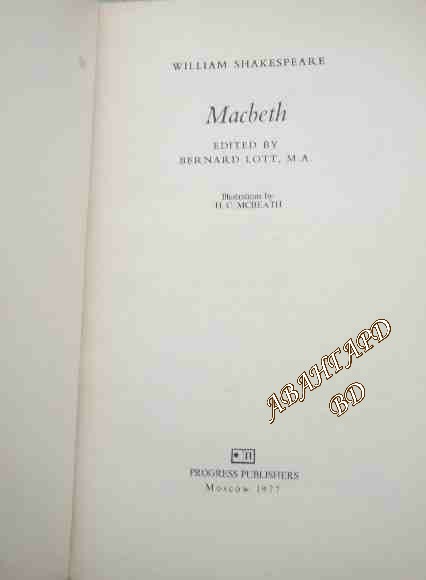 WILLIAM SHAKESPEARE
Macbeth
EDITED BY
BERNARD LOTT, M.A.
Illustrations by
H. C. MCBEATH
АВАНГАРД
BD
PROGRESS PUBLISHERS
Moscow 1977